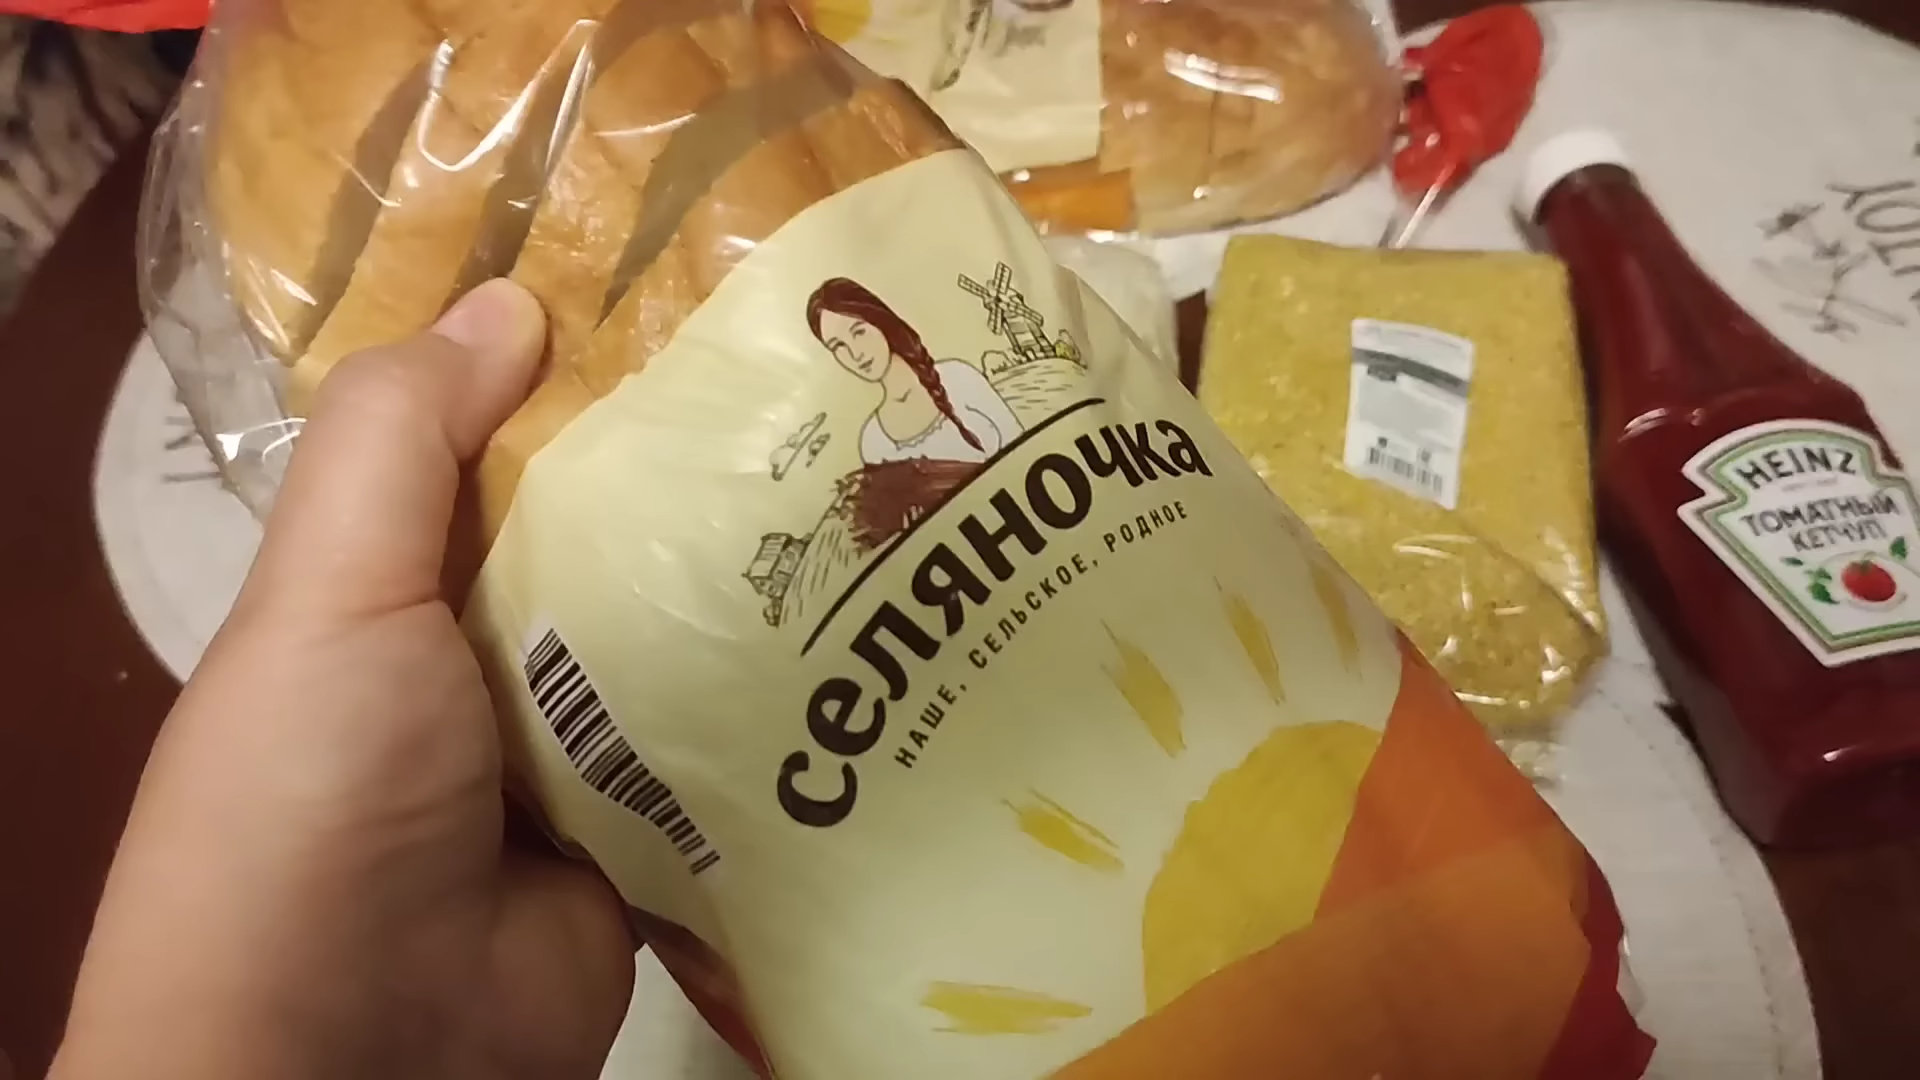 селяночка
НАШЕ, СЕЛЬСКОЕ, РОДНОЕ
HEINZ
ТОМАТНЫЙ
КЕТЧУП